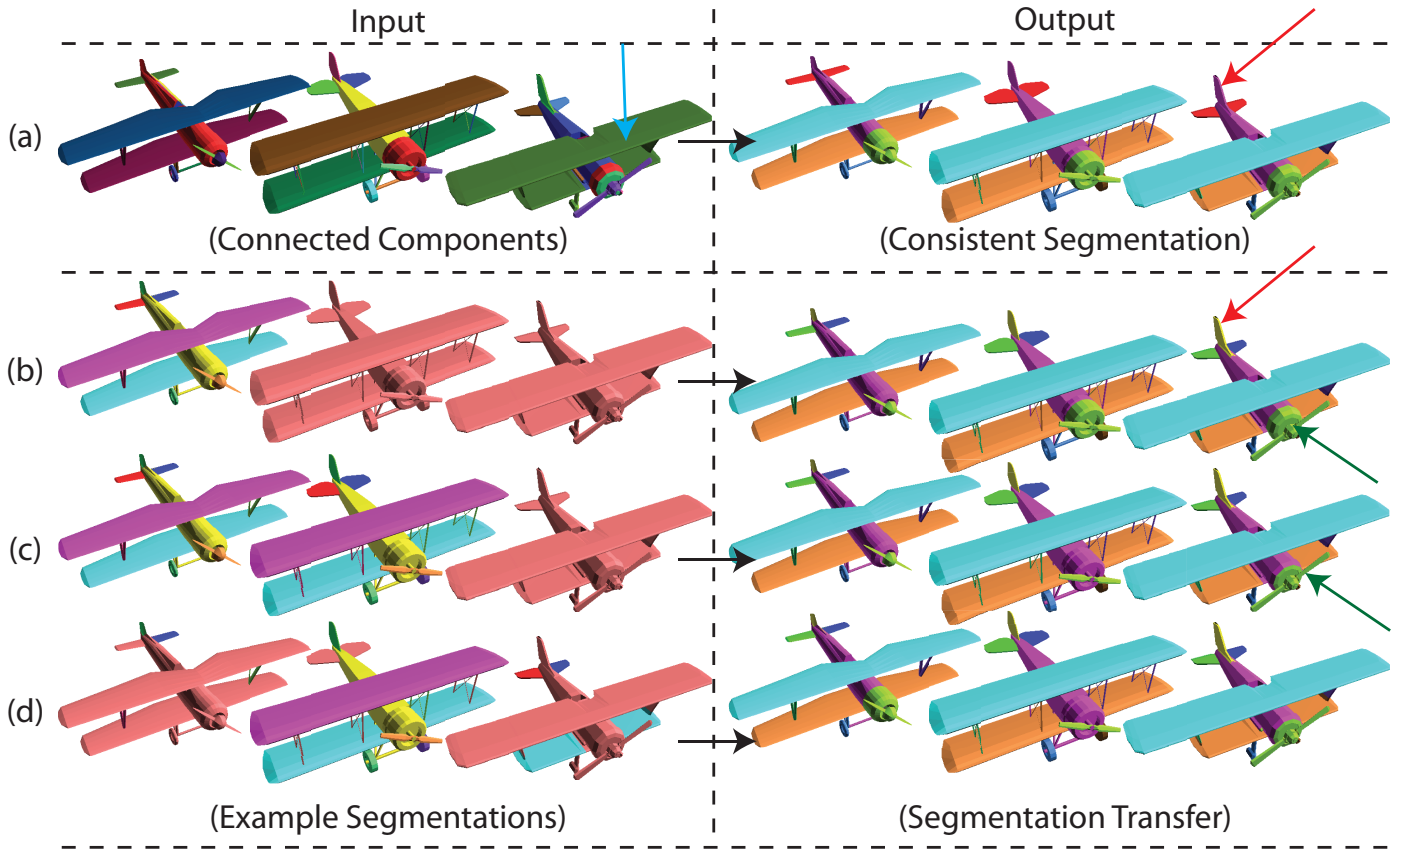 Input
Output
(a)
(Connected Components)
(Consistent Segmentation)
(b)
(c)
(d)
(Example Segmentations)
(Segmentation Transfer)